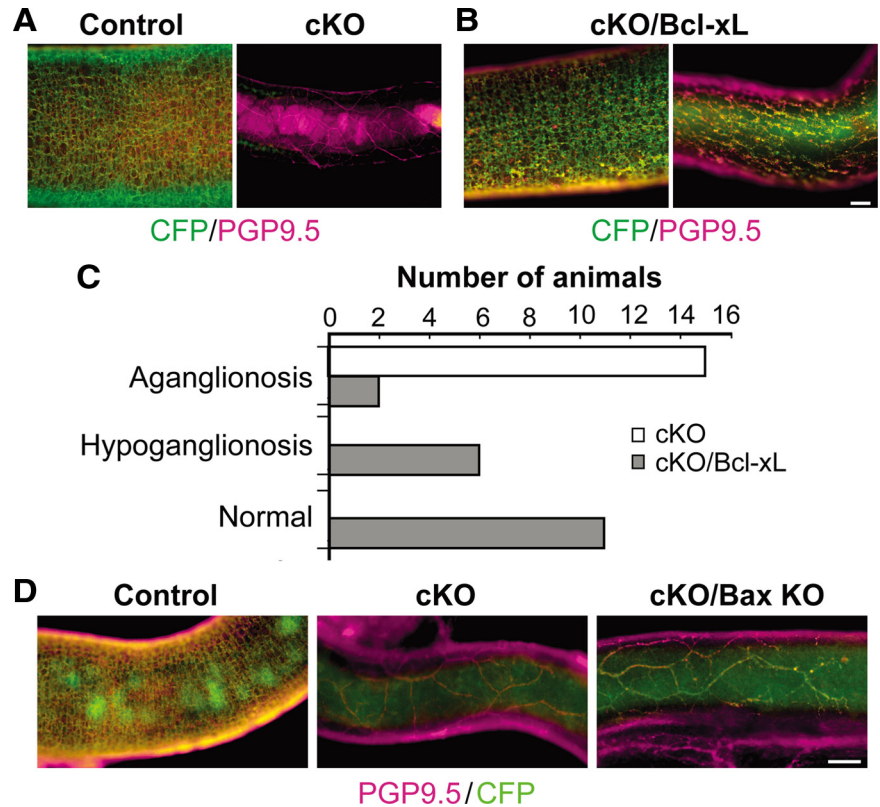 A
Control
cKO
B
cKO/Bcl-xL
CFP/PGP9.5
CFP/PGP9.5
C
Number of animals
0 2 4 6 8 10 12 14 16
Aganglionosis
Hypoganglionosis
Normal
cKO
cKO/Bcl-xL
D
Control
cKO
cKO/Bax KO
PGP9.5/CFP